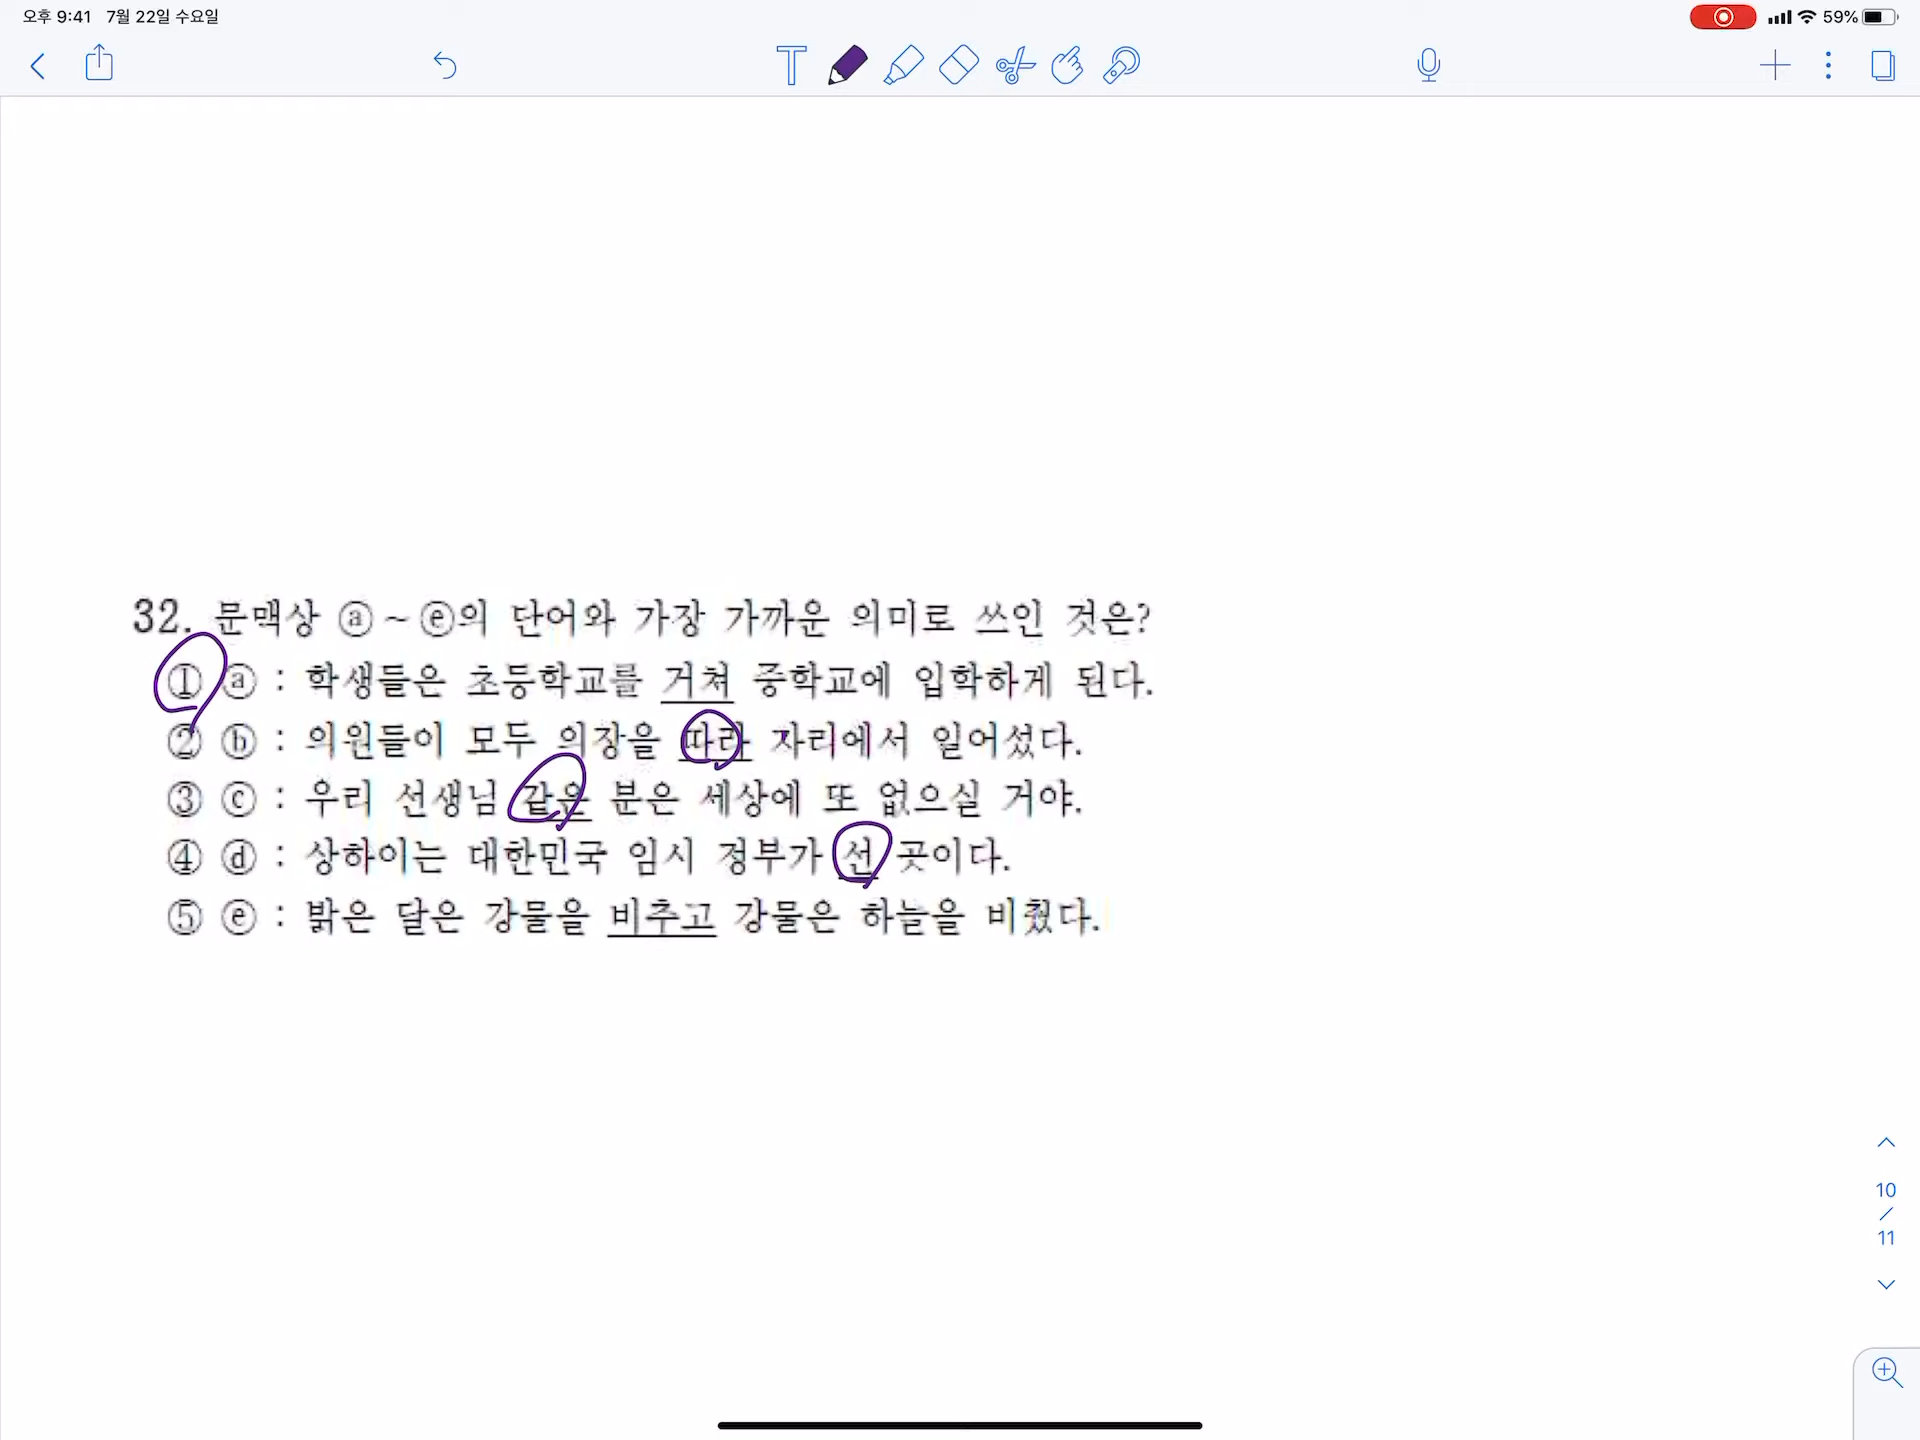 오후 9:41 7월 22일 수요일
59%
T
32. 문맥상 ⓐ~ⓔ의 단어와 가장 가까운 의미로 쓰인 것은?
① ⓐ : 학생들은 초등학교를 거쳐 중학교에 입학하게 된다.
② ⓑ : 의원들이 모두 의장을 따라 자리에서 일어섰다.
③ ⓒ : 우리 선생님 같은 분은 세상에 또 없으실 거야.
④ ⓓ : 상하이는 대한민국 임시 정부가 선 곳이다.
⑤ ⓔ : 밝은 달은 강물을 비추고 강물은 하늘을 비췄다.
10
/
11